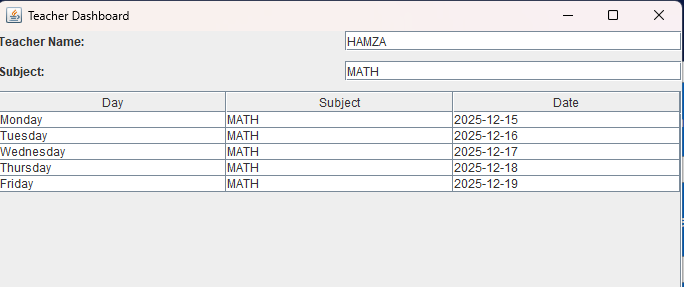 Teacher Dashboard
Teacher Name: HAMZA
Subject: MATH
Day Subject Date
Monday MATH 2025-12-15
Tuesday MATH 2025-12-16
Wednesday MATH 2025-12-17
Thursday MATH 2025-12-18
Friday MATH 2025-12-19